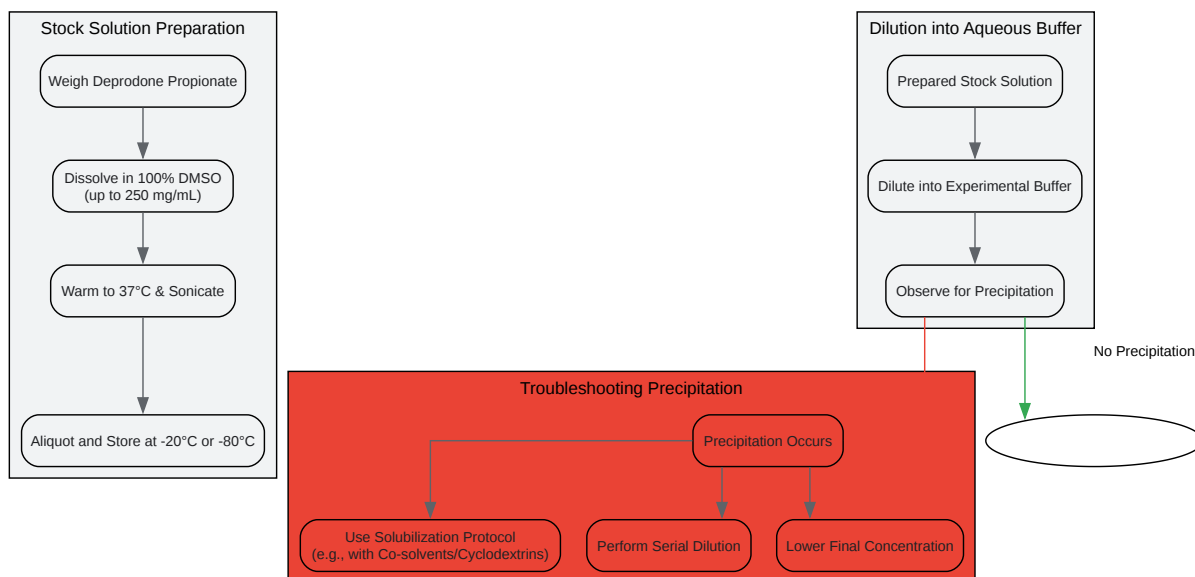 Stock Solution Preparation
Weigh Deprodone Propionate
Dissolve in 100% DMSO
(up to 250 mg/mL)
Warm to 37°C & Sonicate
Aliquot and Store at -20°C or -80°C
Dilution into Aqueous Buffer
Prepared Stock Solution
Dilute into Experimental Buffer
Observe for Precipitation
No Precipitation
Troubleshooting Precipitation
Precipitation Occurs
Use Solubilization Protocol
(e.g., with Co-solvents/Cyclodextrins)
Perform Serial Dilution
Lower Final Concentration